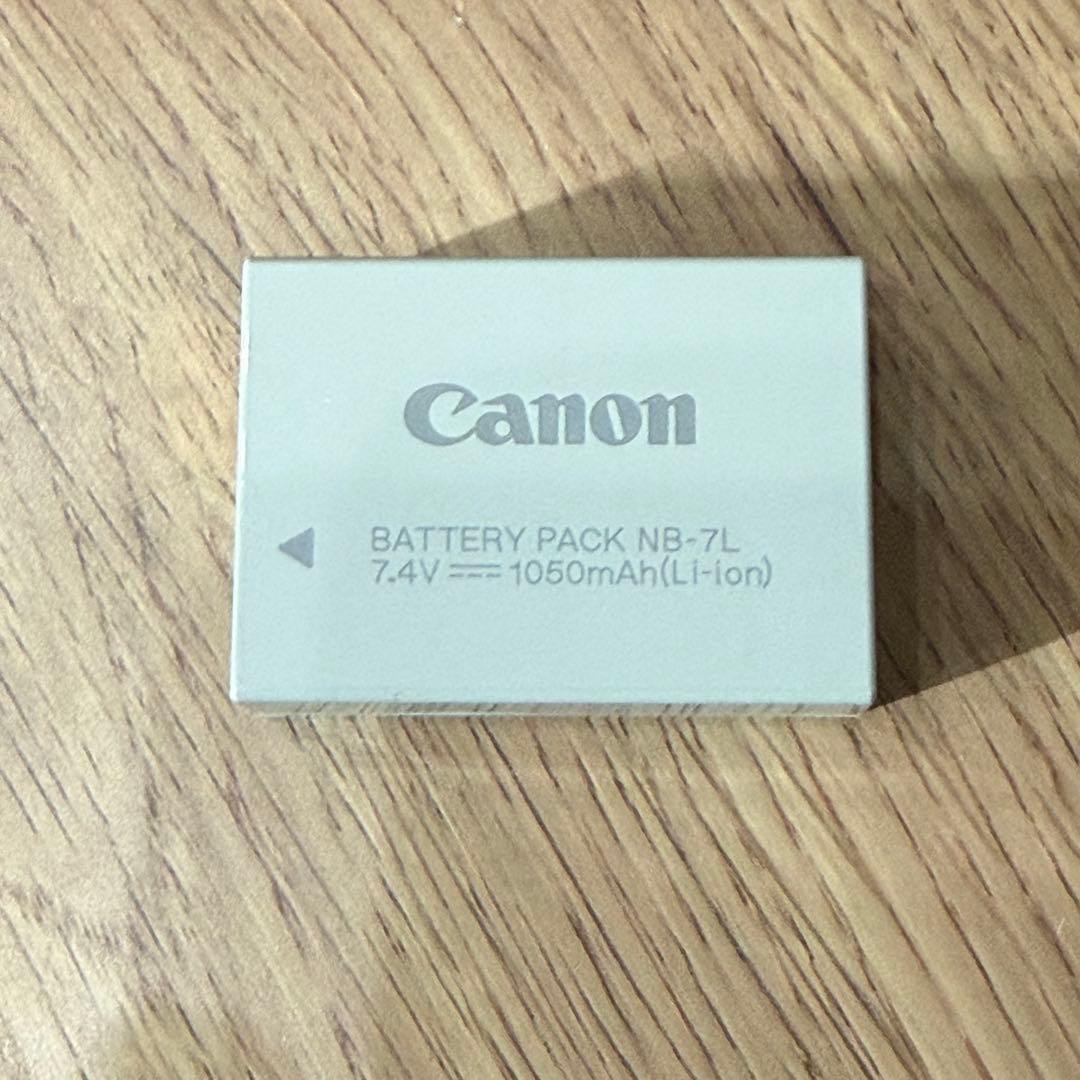 Canon
BATTERY PACK NB-7L
7.4V ⎓ 1050mAh(Li-ion)